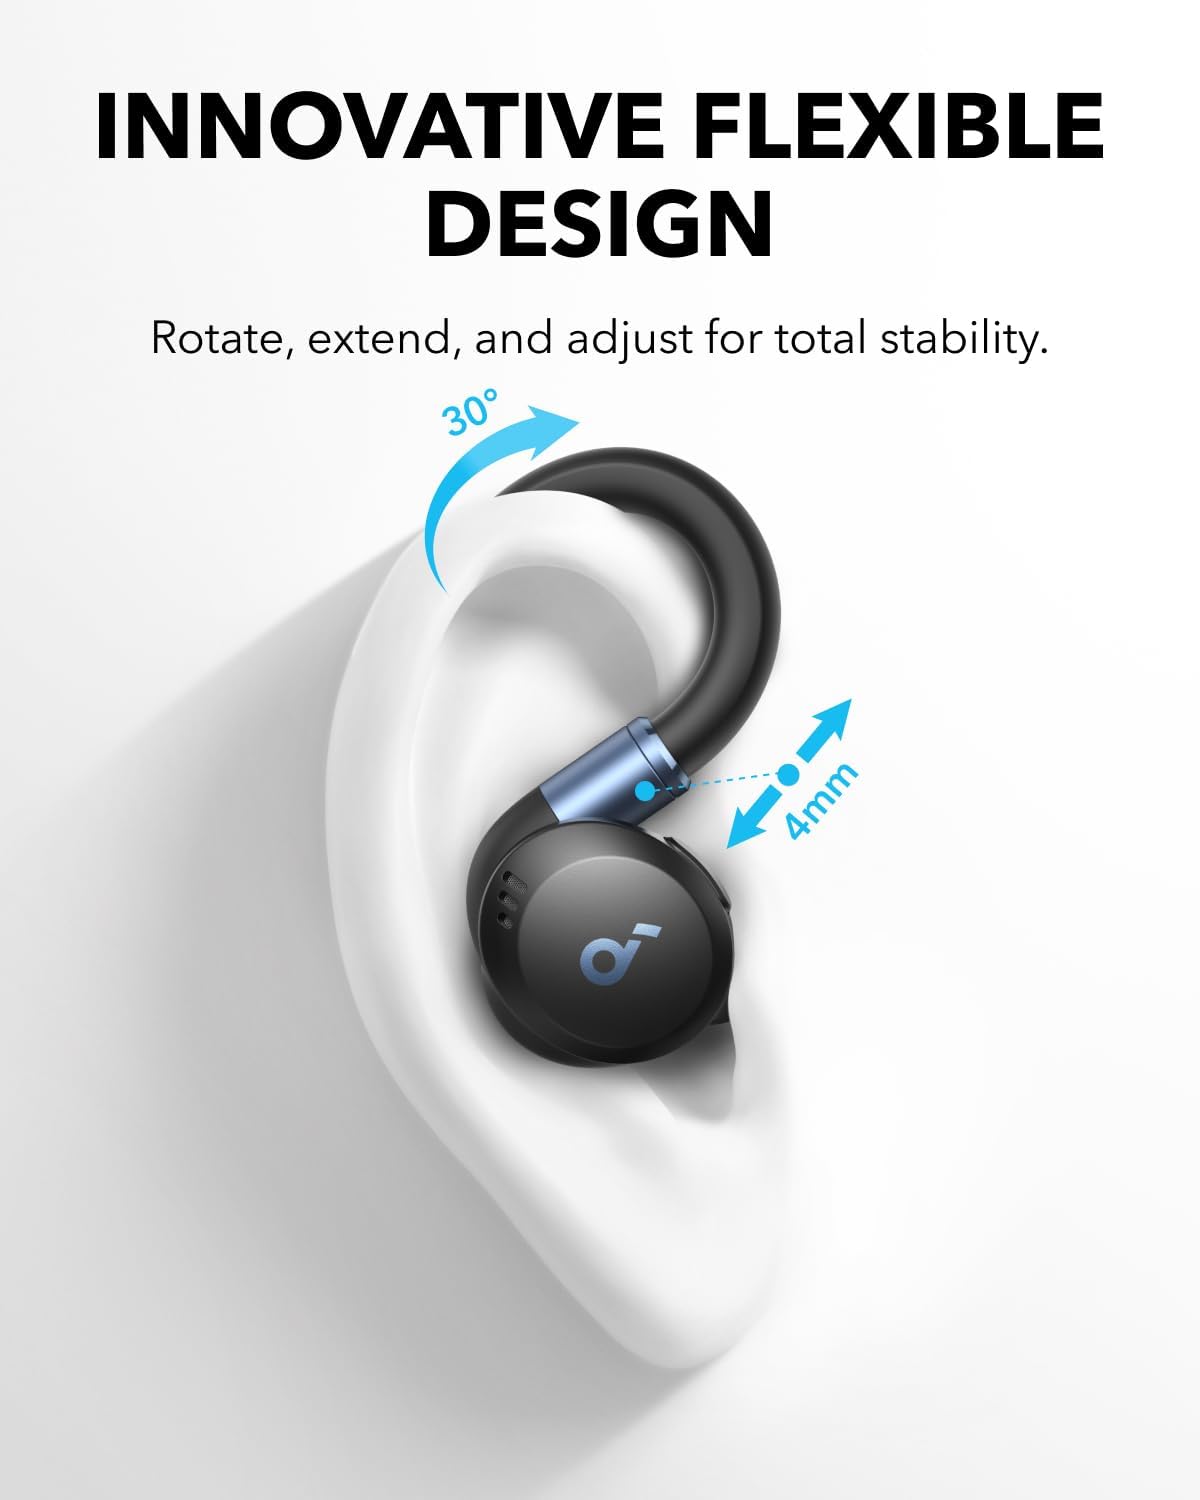 INNOVATIVE FLEXIBLE
DESIGN
Rotate, extend, and adjust for total stability.
30°
4mm